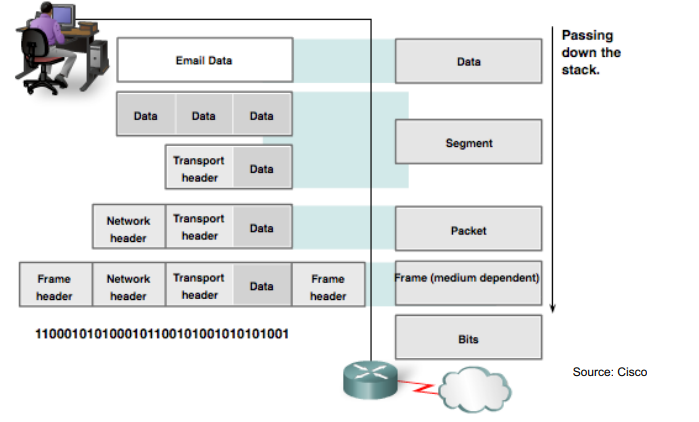 Passing
down the
stack.
Email Data
Data
Data Data Data
Segment
Transport
header
Data
Network
header
Transport
header
Data
Packet
Frame
header
Network
header
Transport
header
Data
Frame
header
Frame (medium dependent)
1100010101000101100101001010101001
Bits
Source: Cisco